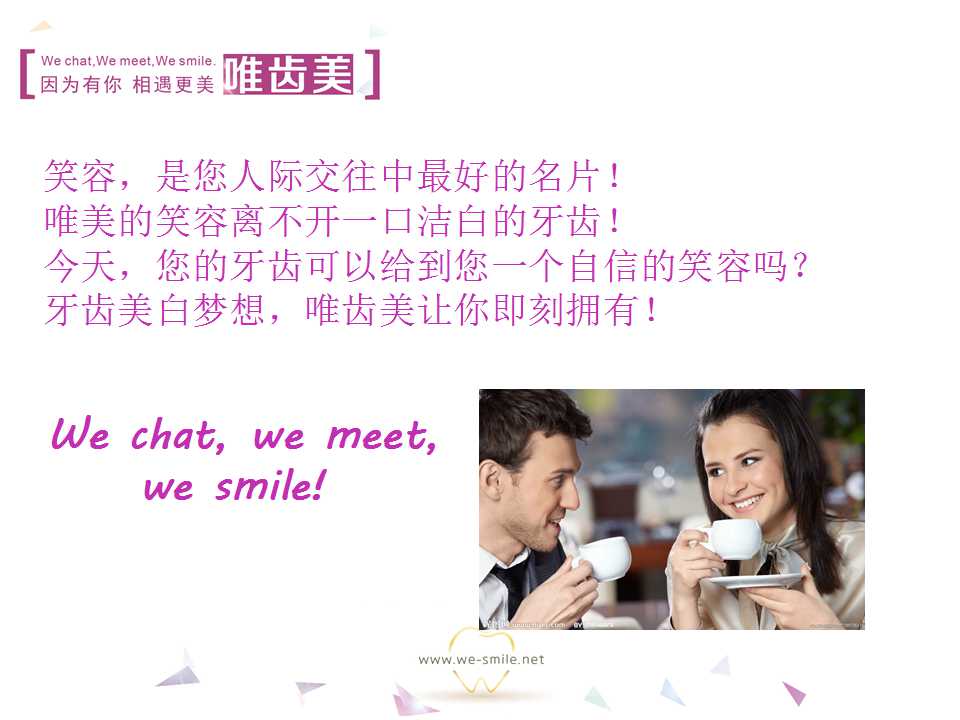 We chat,We meet,We smile.
因为有你 相遇更美 唯齿美
笑容，是您人际交往中最好的名片！
唯美的笑容离不开一口洁白的牙齿！
今天，您的牙齿可以给到您一个自信的笑容吗？
牙齿美白梦想，唯齿美让你即刻拥有！
We chat, we meet,
we smile!
www.we-smile.net